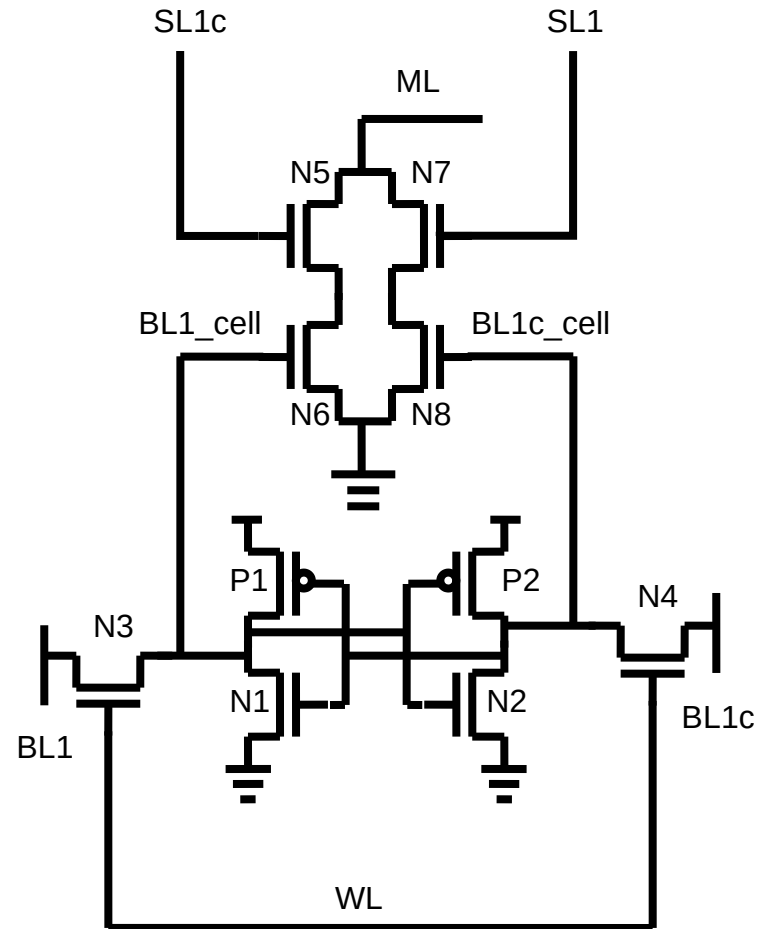 SL1c SL1
ML
N5 N7
BL1_cell BL1c_cell
N6 N8
P1 P2
N3 N4
N1 N2
BL1 BL1c
WL